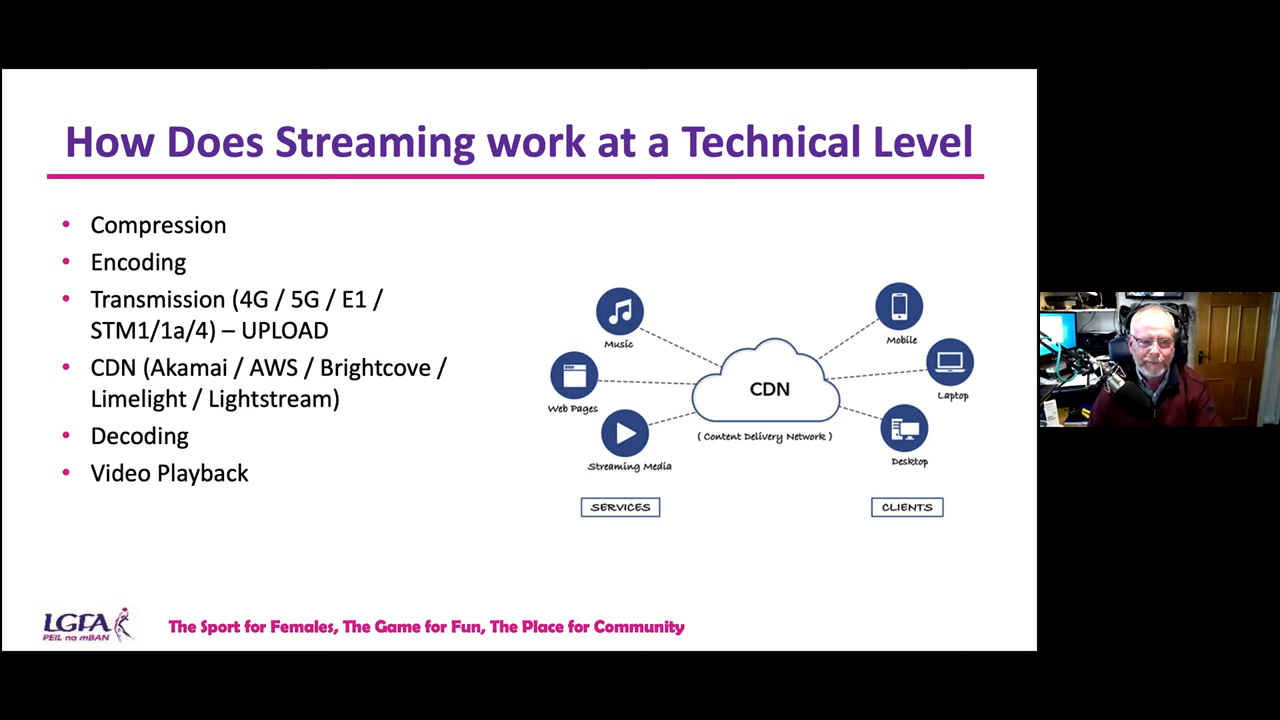 How Does Streaming work at a Technical Level
• Compression
• Encoding
• Transmission (4G / 5G / E1 /
STM1/1a/4) – UPLOAD
• CDN (Akamai / AWS / Brightcove /
Limelight / Lightstream)
• Decoding
• Video Playback
Music
Web Pages
Streaming Media
SERVICES
CDN
( Content Delivery Network )
Mobile
Laptop
Desktop
CLIENTS
LGFA
PEIL na mBAN
The Sport for Females, The Game for Fun, The Place for Community